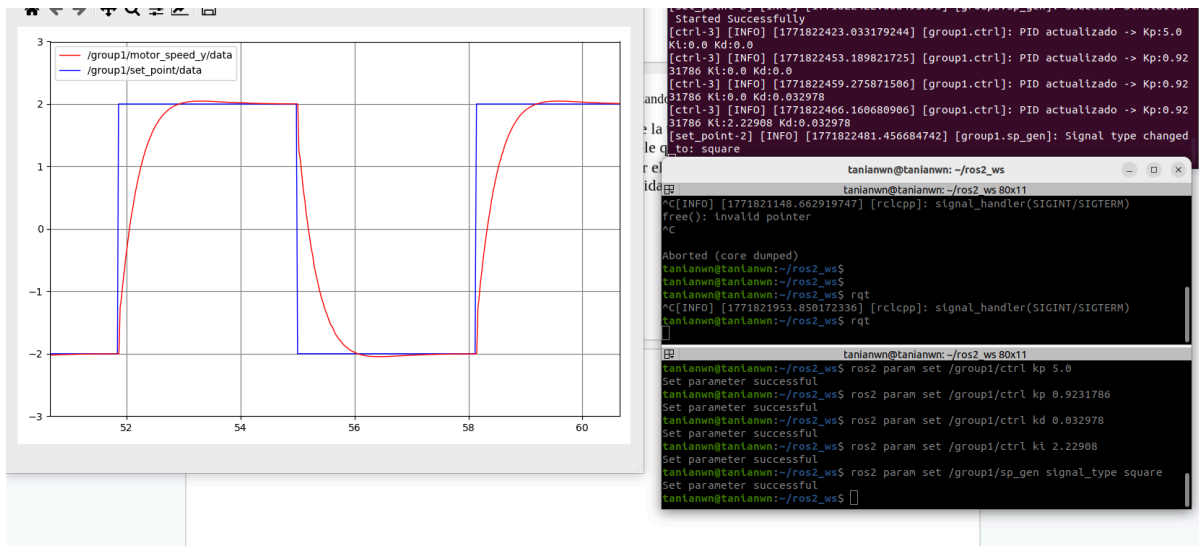 /group1/motor_speed_y/data
/group1/set_point/data
3
2
1
0
−1
−2
−3
52
54
56
58
60
Started Successfully
[ctrl-3] [INFO] [1771822423.033179244] [group1.ctrl]: PID actualizado -> Kp:5.0
Ki:0.0 Kd:0.0
[ctrl-3] [INFO] [1771822453.189821725] [group1.ctrl]: PID actualizado -> Kp:0.92
31786 Ki:0.0 Kd:0.0
[ctrl-3] [INFO] [1771822459.275871506] [group1.ctrl]: PID actualizado -> Kp:0.92
31786 Ki:0.0 Kd:0.032978
[ctrl-3] [INFO] [1771822466.160680906] [group1.ctrl]: PID actualizado -> Kp:0.92
31786 Ki:2.22908 Kd:0.032978
[set_point-2] [INFO] [1771822481.456684742] [group1.sp_gen]: Signal type changed
to: square
tanianwn@tanianwn: ~/ros2_ws
tanianwn@tanianwn: ~/ros2_ws 80x11
^C[INFO] [1771821148.662919747] [rclcpp]: signal_handler(SIGINT/SIGTERM)
free(): invalid pointer
^C
Aborted (core dumped)
tanianwn@tanianwn:~/ros2_ws$
tanianwn@tanianwn:~/ros2_ws$
tanianwn@tanianwn:~/ros2_ws$ rqt
^C[INFO] [1771821953.850172336] [rclcpp]: signal_handler(SIGINT/SIGTERM)
tanianwn@tanianwn:~/ros2_ws$ rqt
tanianwn@tanianwn: ~/ros2_ws 80x11
tanianwn@tanianwn:~/ros2_ws$ ros2 param set /group1/ctrl kp 5.0
Set parameter successful
tanianwn@tanianwn:~/ros2_ws$ ros2 param set /group1/ctrl kp 0.9231786
Set parameter successful
tanianwn@tanianwn:~/ros2_ws$ ros2 param set /group1/ctrl kd 0.032978
Set parameter successful
tanianwn@tanianwn:~/ros2_ws$ ros2 param set /group1/ctrl ki 2.22908
Set parameter successful
tanianwn@tanianwn:~/ros2_ws$ ros2 param set /group1/sp_gen signal_type square
Set parameter successful
tanianwn@tanianwn:~/ros2_ws$